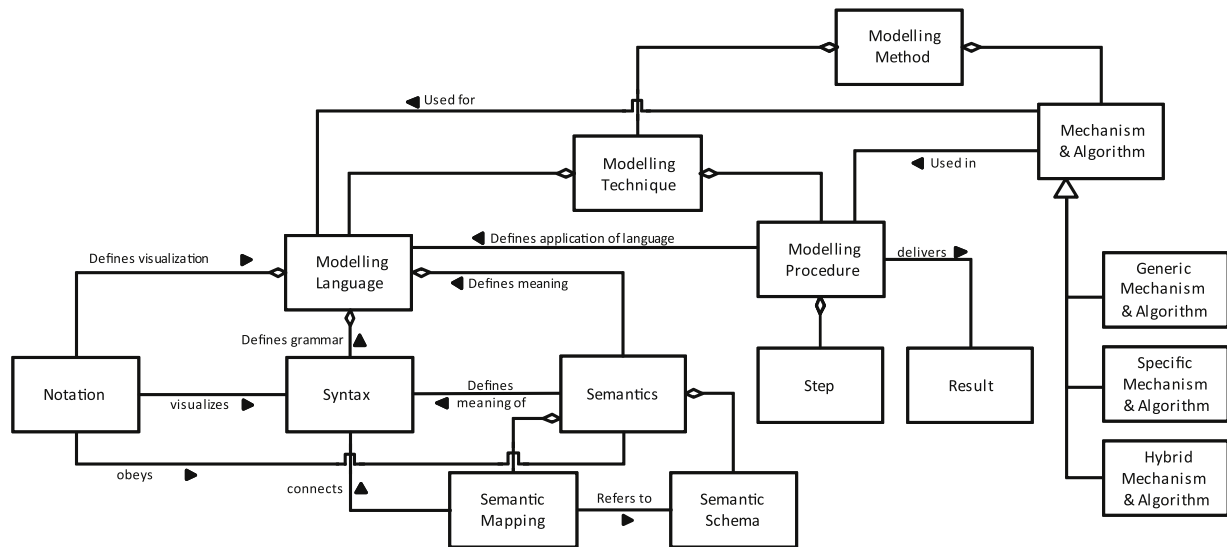 Modelling
Method
Used for
Mechanism
& Algorithm
Modelling
Technique
Used in
Defines application of language
Modelling
Language
Modelling
Procedure
delivers
Defines visualization
Defines meaning
Generic
Mechanism
& Algorithm
Defines grammar
Notation
visualizes
Syntax
Defines
meaning of
Semantics
Step
Result
Specific
Mechanism
& Algorithm
obeys
connects
Semantic
Mapping
Refers to
Semantic
Schema
Hybrid
Mechanism
& Algorithm